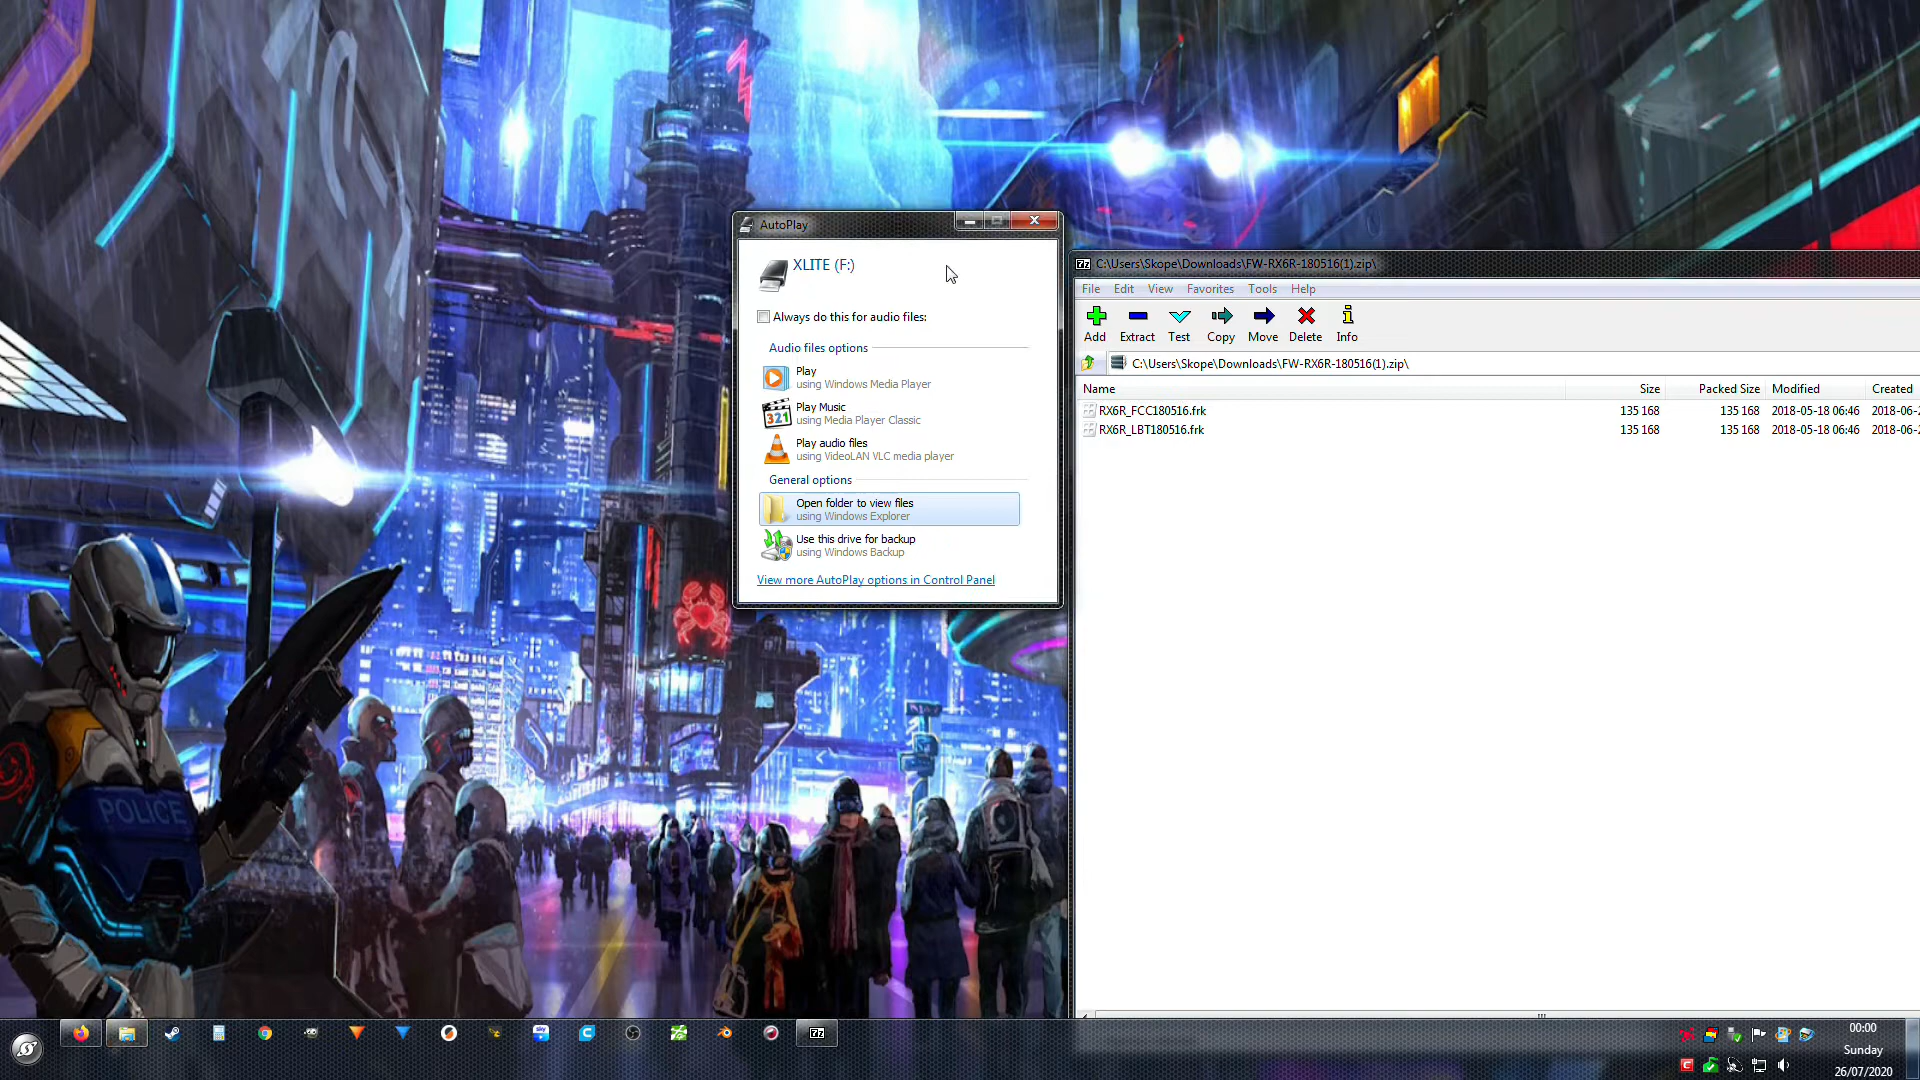 AutoPlay
XLITE (F:)
Always do this for audio files:
Audio files options
Play
using Windows Media Player
Play Music
using Media Player Classic
Play audio files
using VideoLAN VLC media player
General options
Open folder to view files
using Windows Explorer
Use this drive for backup
using Windows Backup
View more AutoPlay options in Control Panel
C:\Users\Skope\Downloads\FW-RX6R-180516(1).zip\
File Edit View Favorites Tools Help
Add Extract Test Copy Move Delete Info
C:\Users\Skope\Downloads\FW-RX6R-180516(1).zip\
Name Size Packed Size Modified Created
RX6R_FCC180516.frk 135 168 135 168 2018-05-18 06:46 2018-06-2
RX6R_LBT180516.frk 135 168 135 168 2018-05-18 06:46 2018-06-2
POLICE
00:00
Sunday
26/07/2020